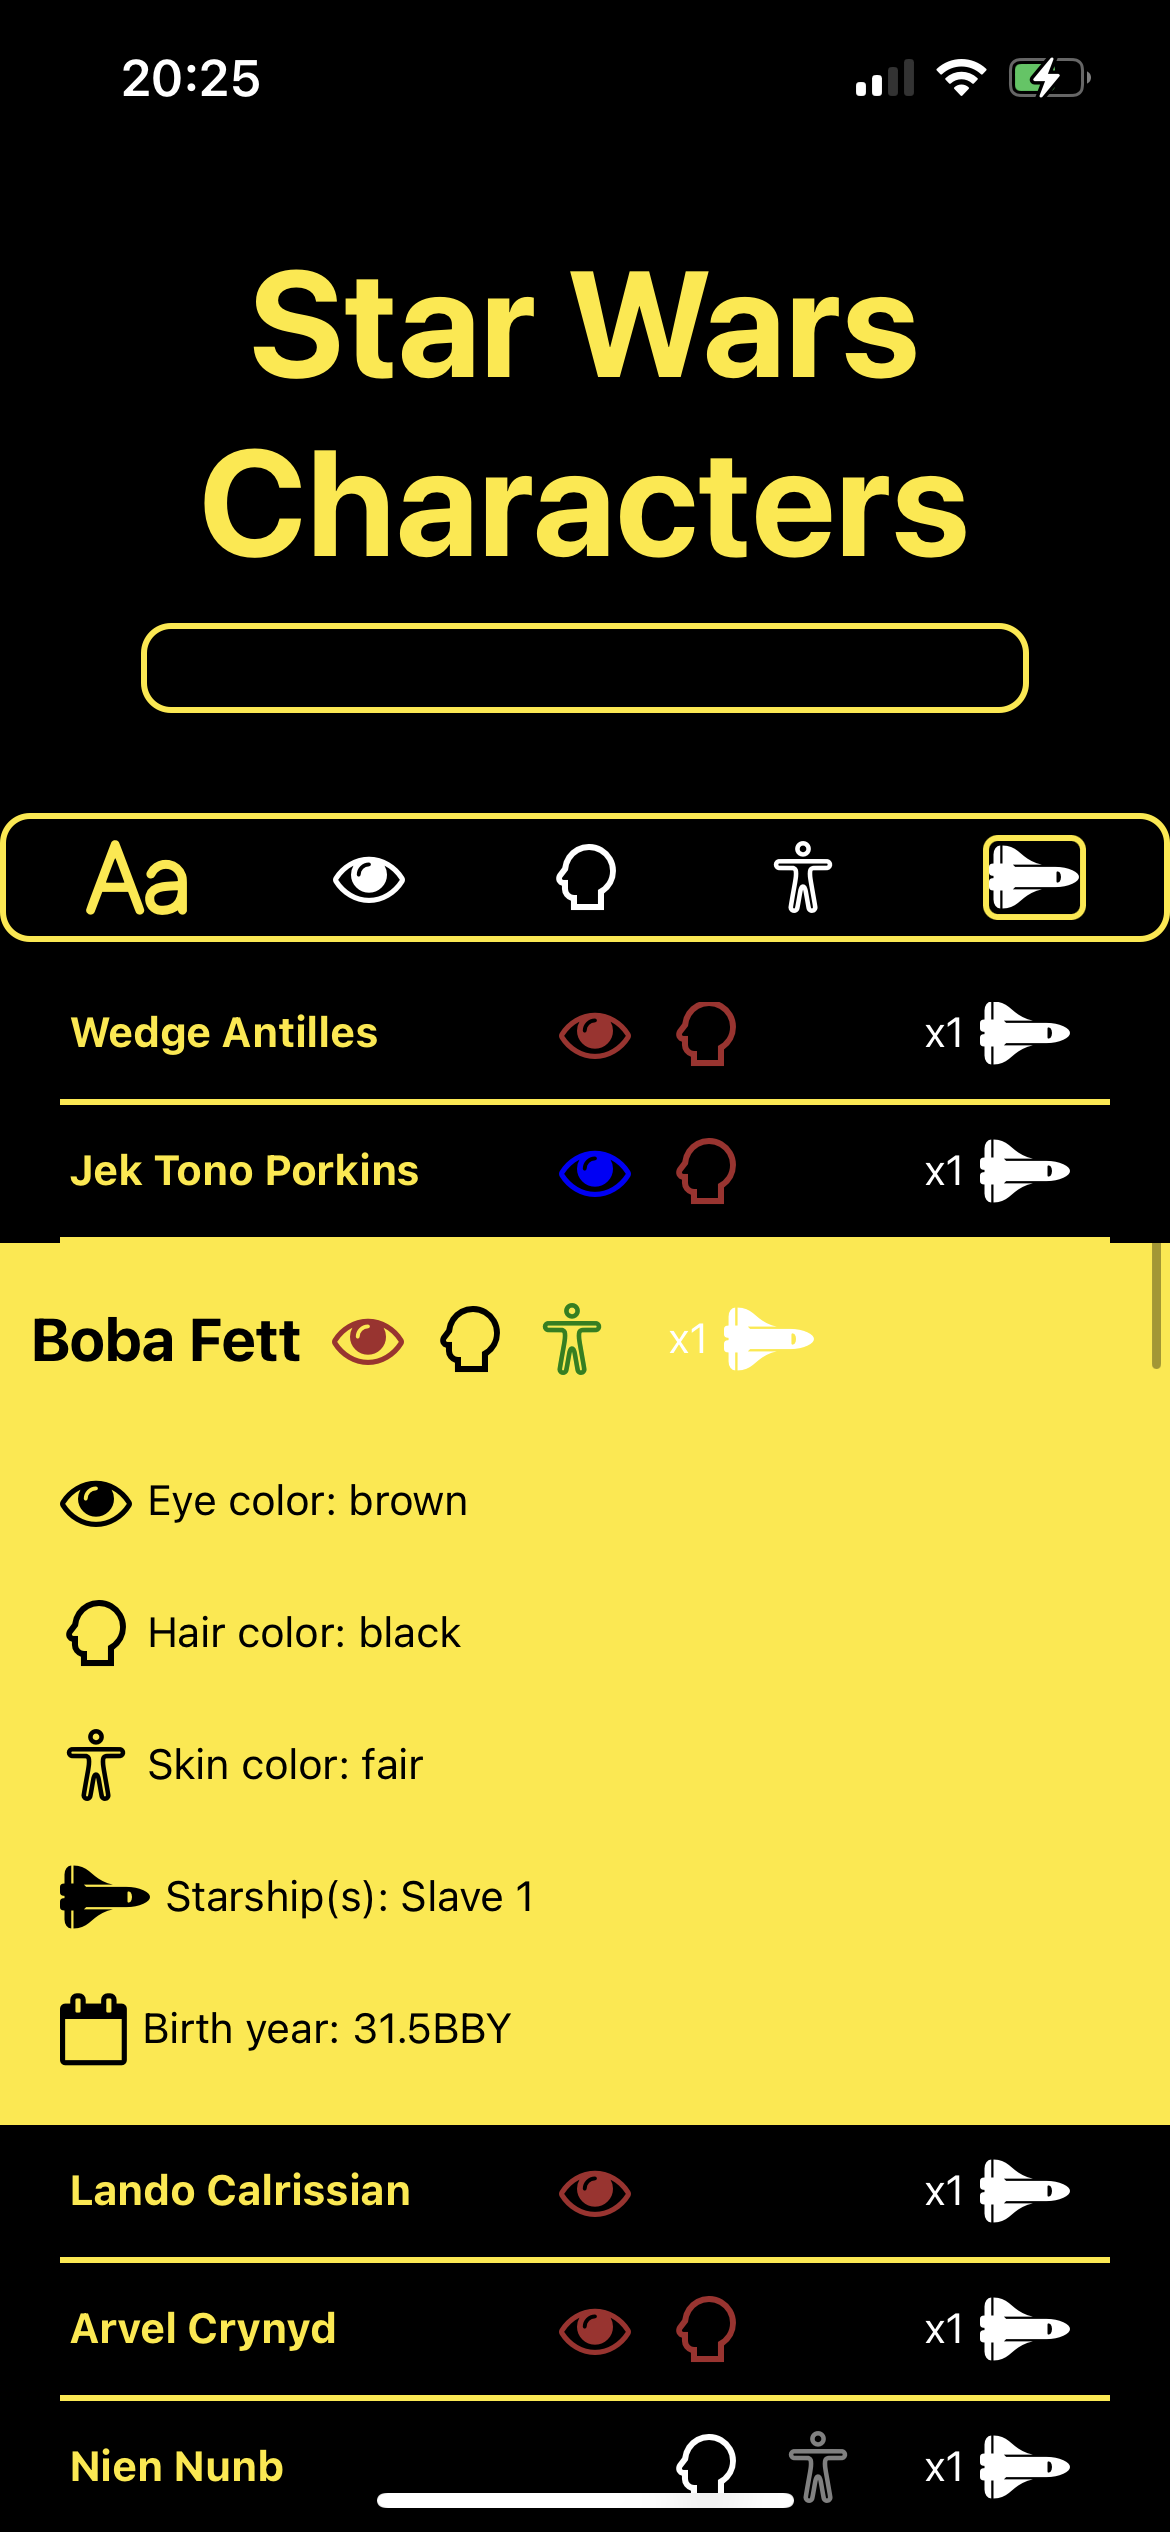 20:25
Star Wars
Characters
Aa
Wedge Antilles x1
Jek Tono Porkins x1
Boba Fett x1
Eye color: brown
Hair color: black
Skin color: fair
Starship(s): Slave 1
Birth year: 31.5BBY
Lando Calrissian x1
Arvel Crynyd x1
Nien Nunb x1